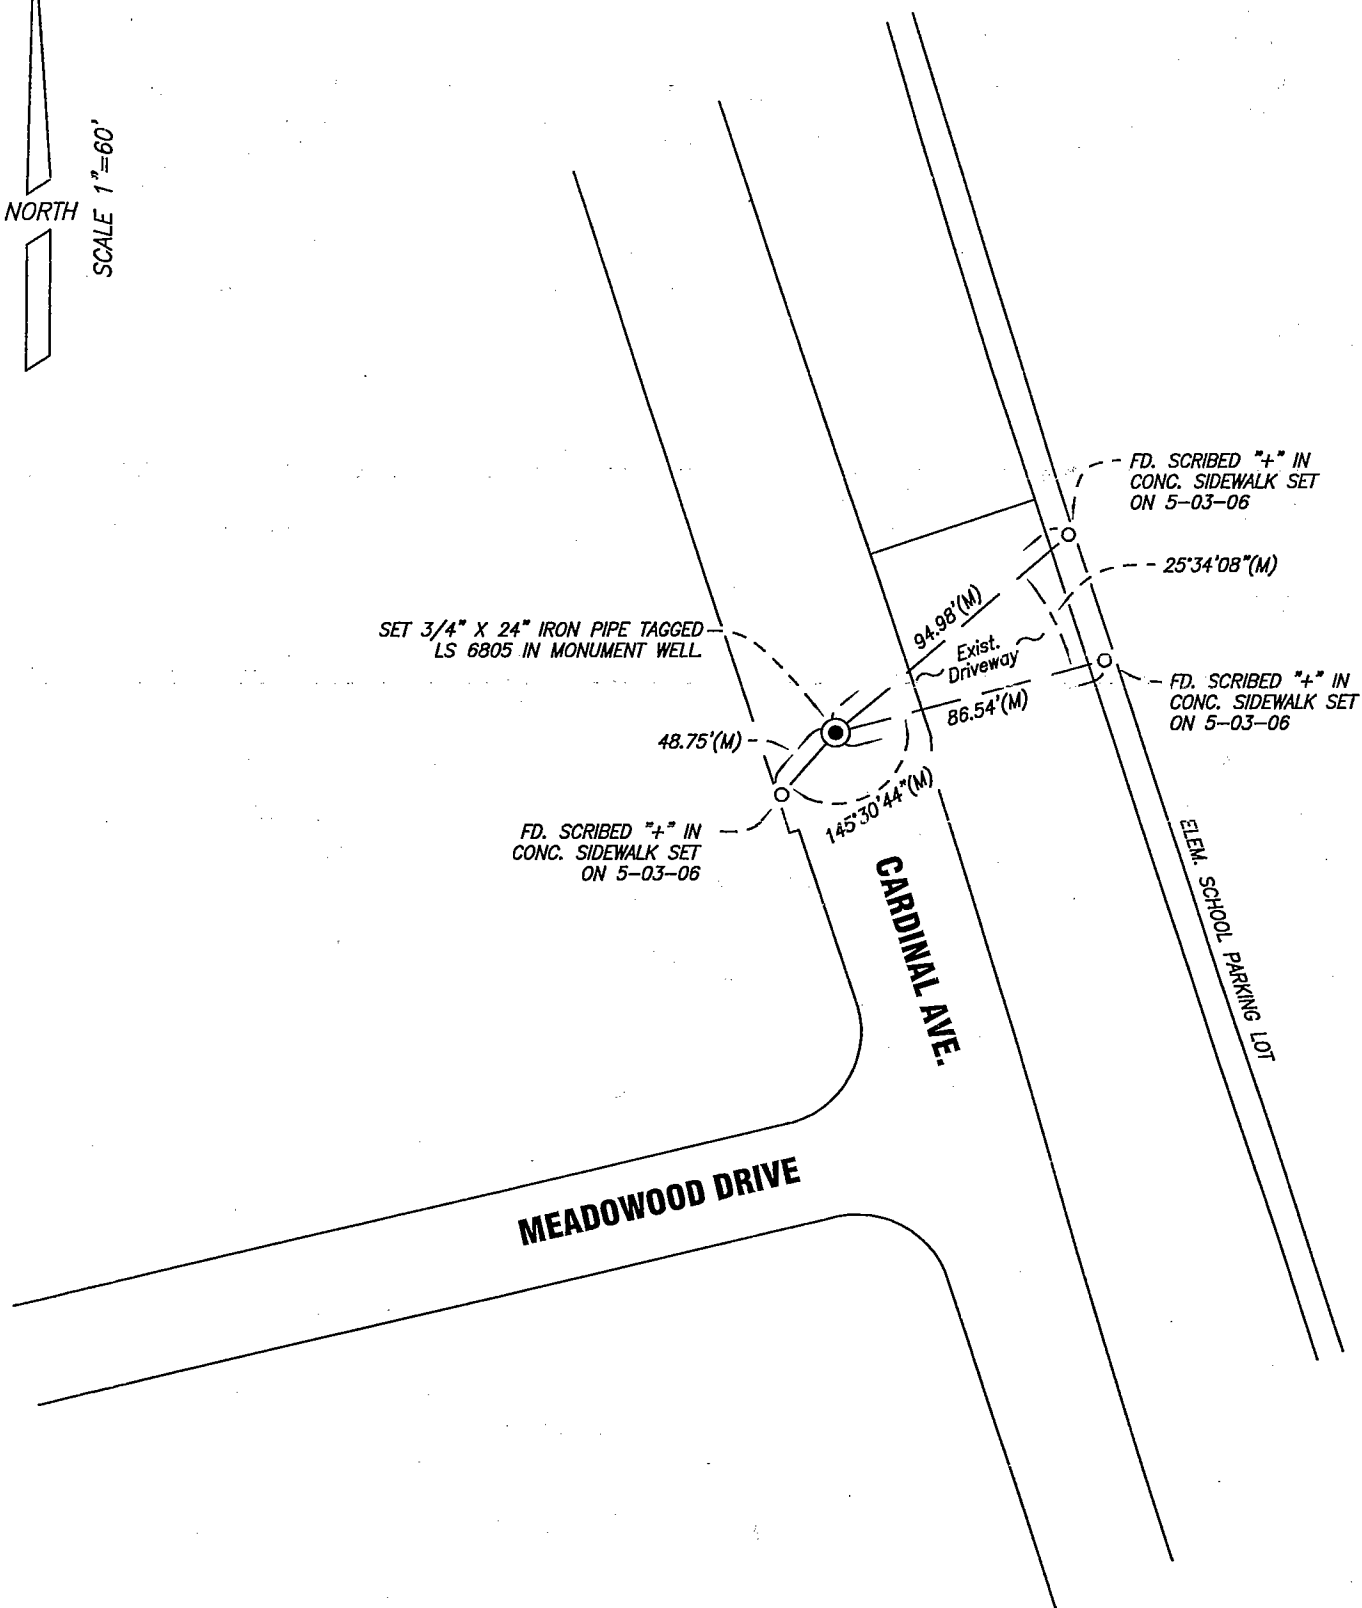 NORTH
SCALE 1"=60'
FD. SCRIBED "+" IN
CONC. SIDEWALK SET
ON 5-03-06
25°34'08"(M)
94.98'(M)
SET 3/4" X 24" IRON PIPE TAGGED
LS 6805 IN MONUMENT WELL.
Exist.
Driveway
FD. SCRIBED "+" IN
CONC. SIDEWALK SET
ON 5-03-06
86.54'(M)
48.75'(M)
145°30'44"(M)
FD. SCRIBED "+" IN
CONC. SIDEWALK SET
ON 5-03-06
CARDINAL AVE.
ELEM. SCHOOL PARKING LOT
MEADOWOOD DRIVE